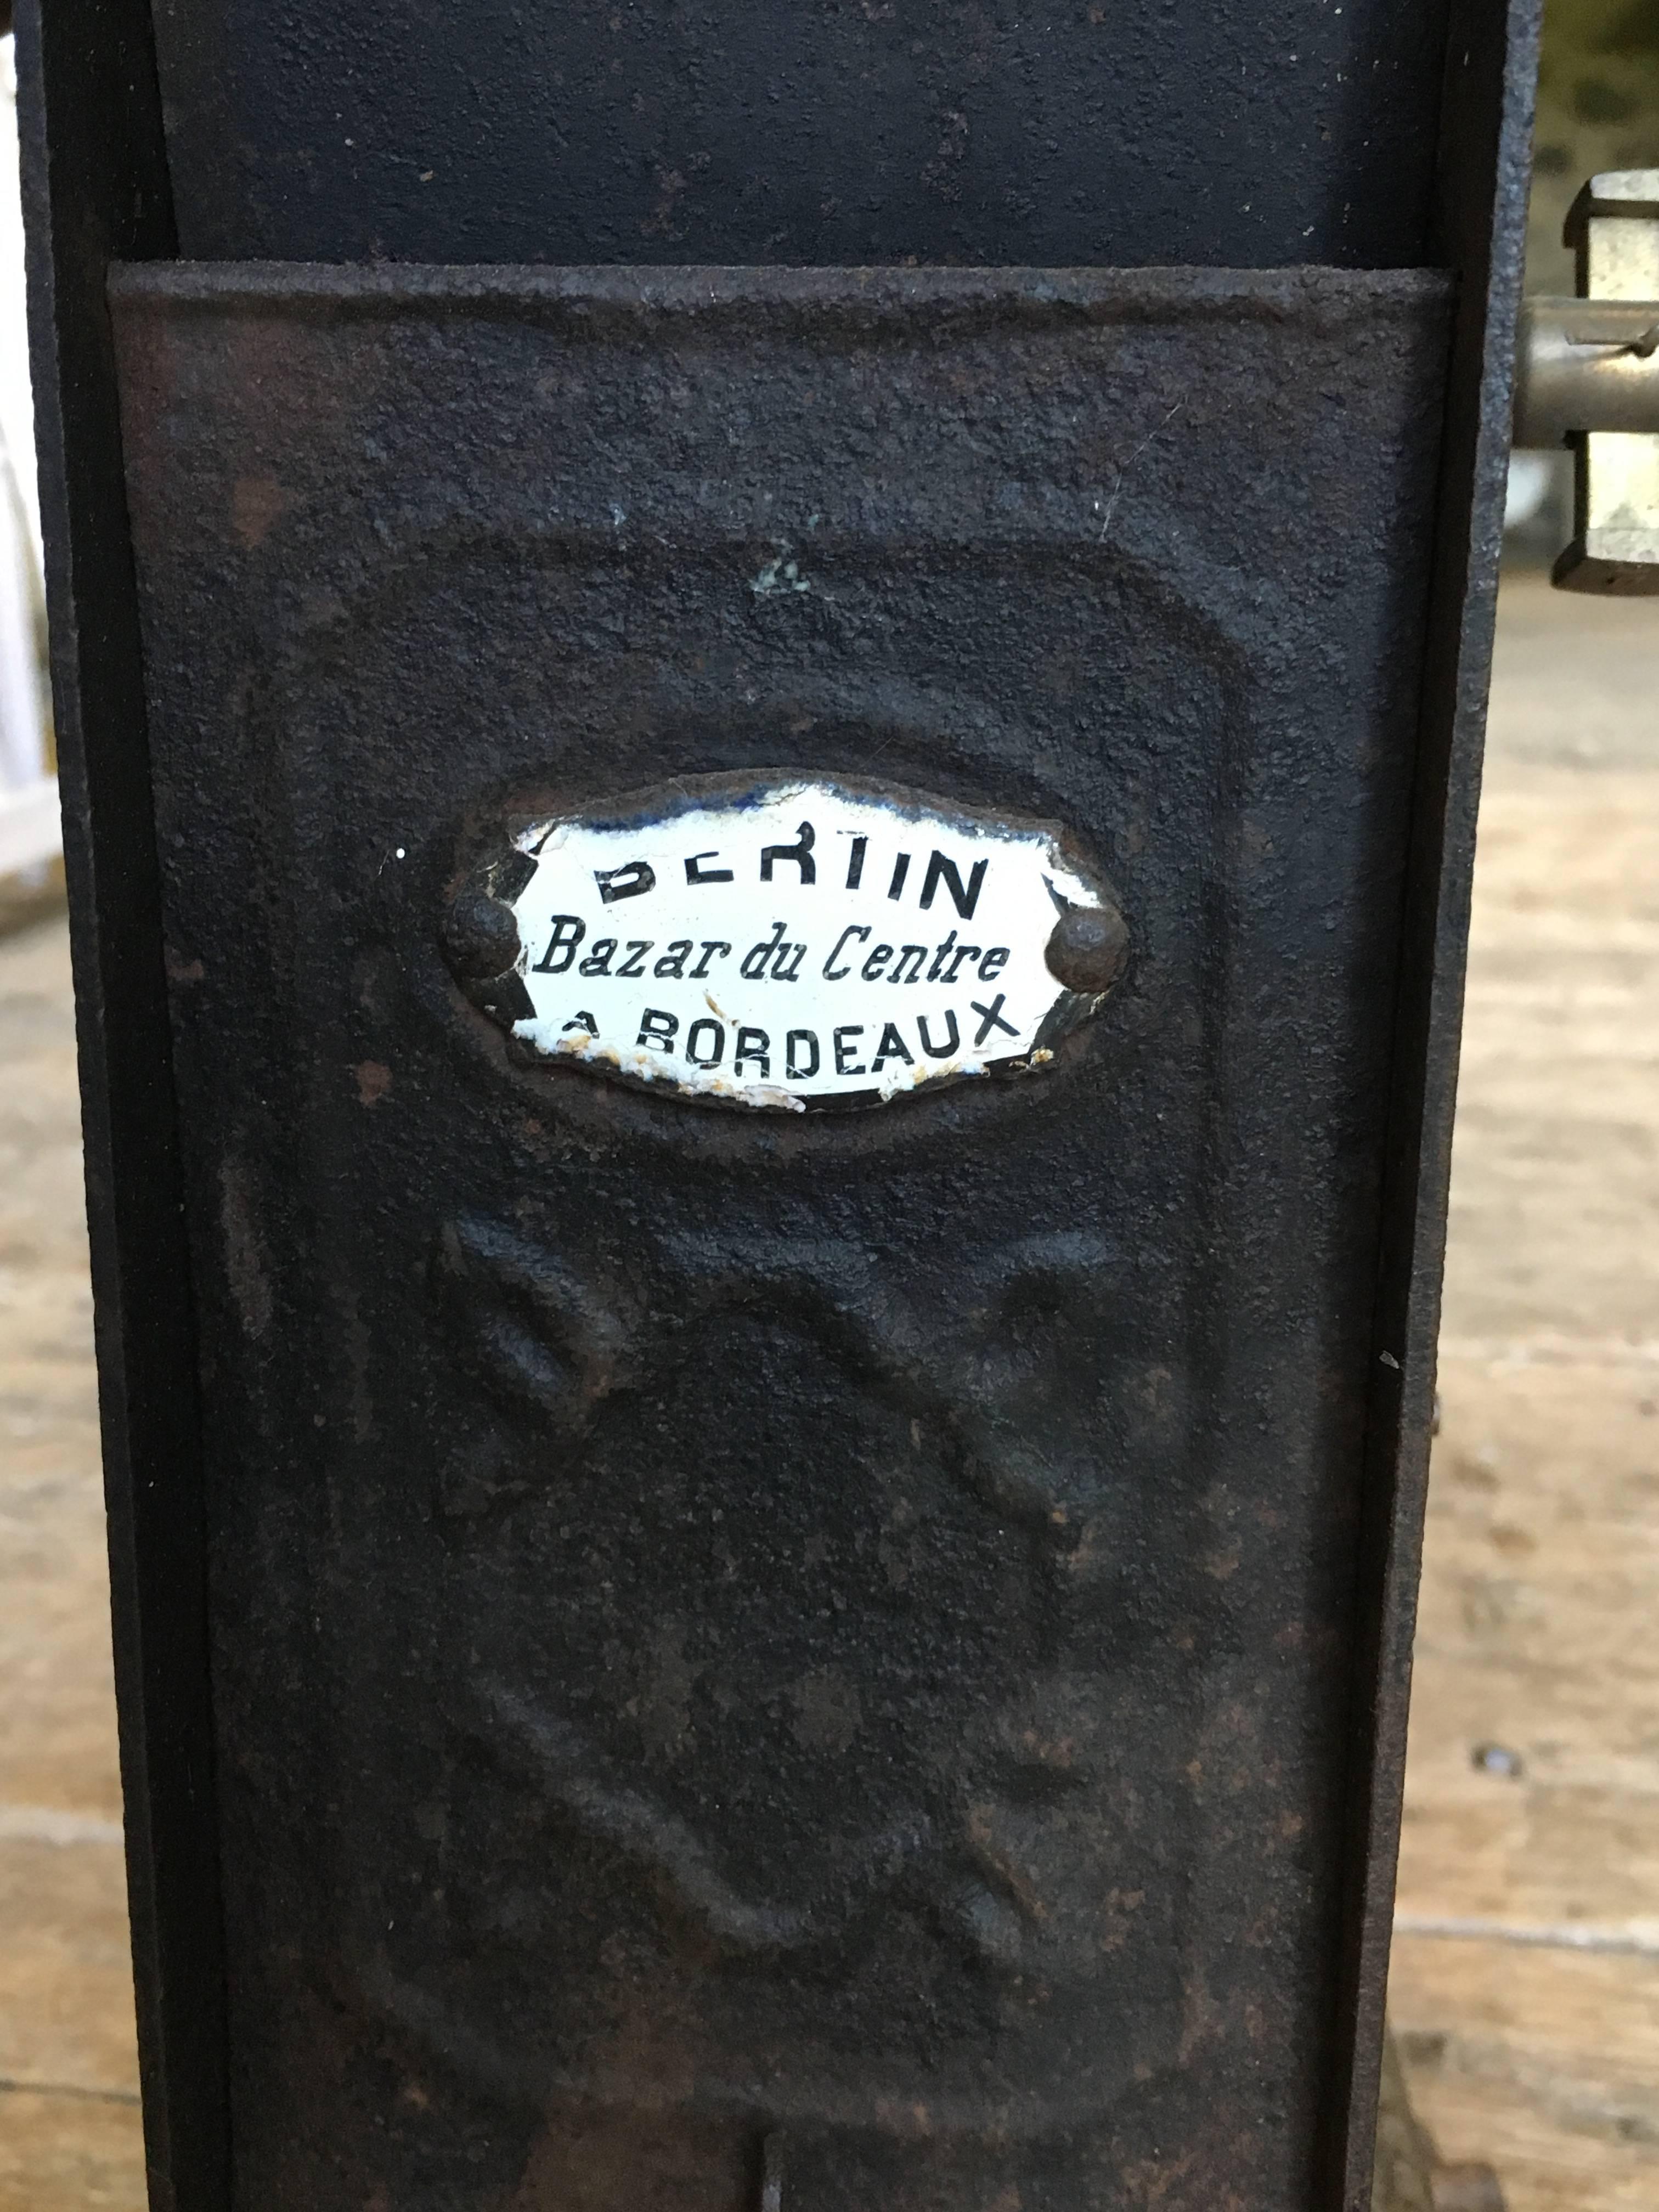 BERTIN
Bazar du Centre
A BORDEAUX